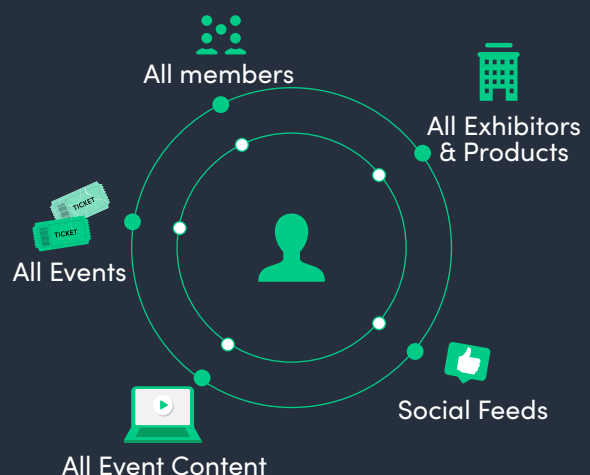 All members
All Exhibitors
& Products
TICKET
TICKET
All Events
Social Feeds
All Event Content